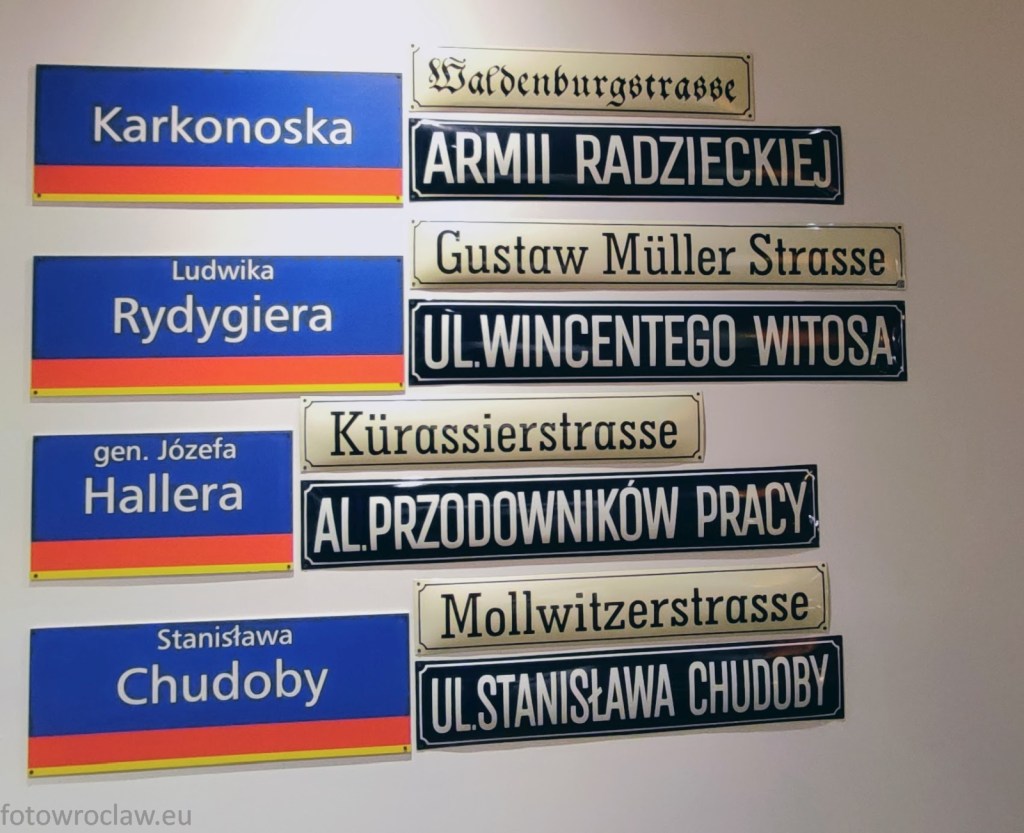 Karkonoska
Waldenburgstrasse
ARMII RADZIECKIEJ
Ludwika
Rydygiera
Gustaw Müller Strasse
UL.WINCENTEGO WITOSA
gen. Józefa
Hallera
Kürassierstrasse
AL.PRZODOWNIKÓW PRACY
Stanisława
Chudoby
Mollwitzerstrasse
UL.STANISŁAWA CHUDOBY
fotowroclaw.eu